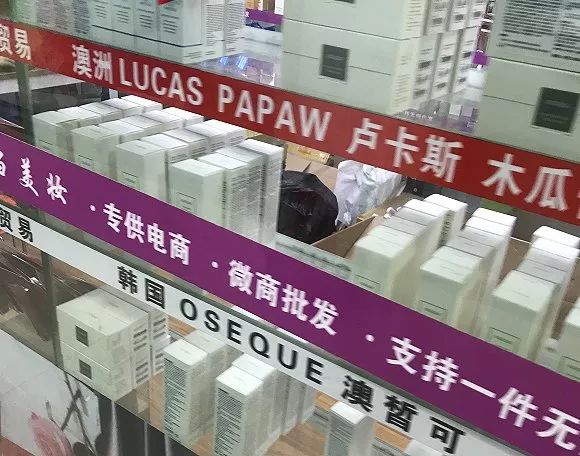 贸易 澳洲 LUCAS PAPAW 卢卡斯 木瓜
美妆 · 专供电商 · 微商批发 · 支持一件无
贸易 韩国 OSEQUE 澳皙可